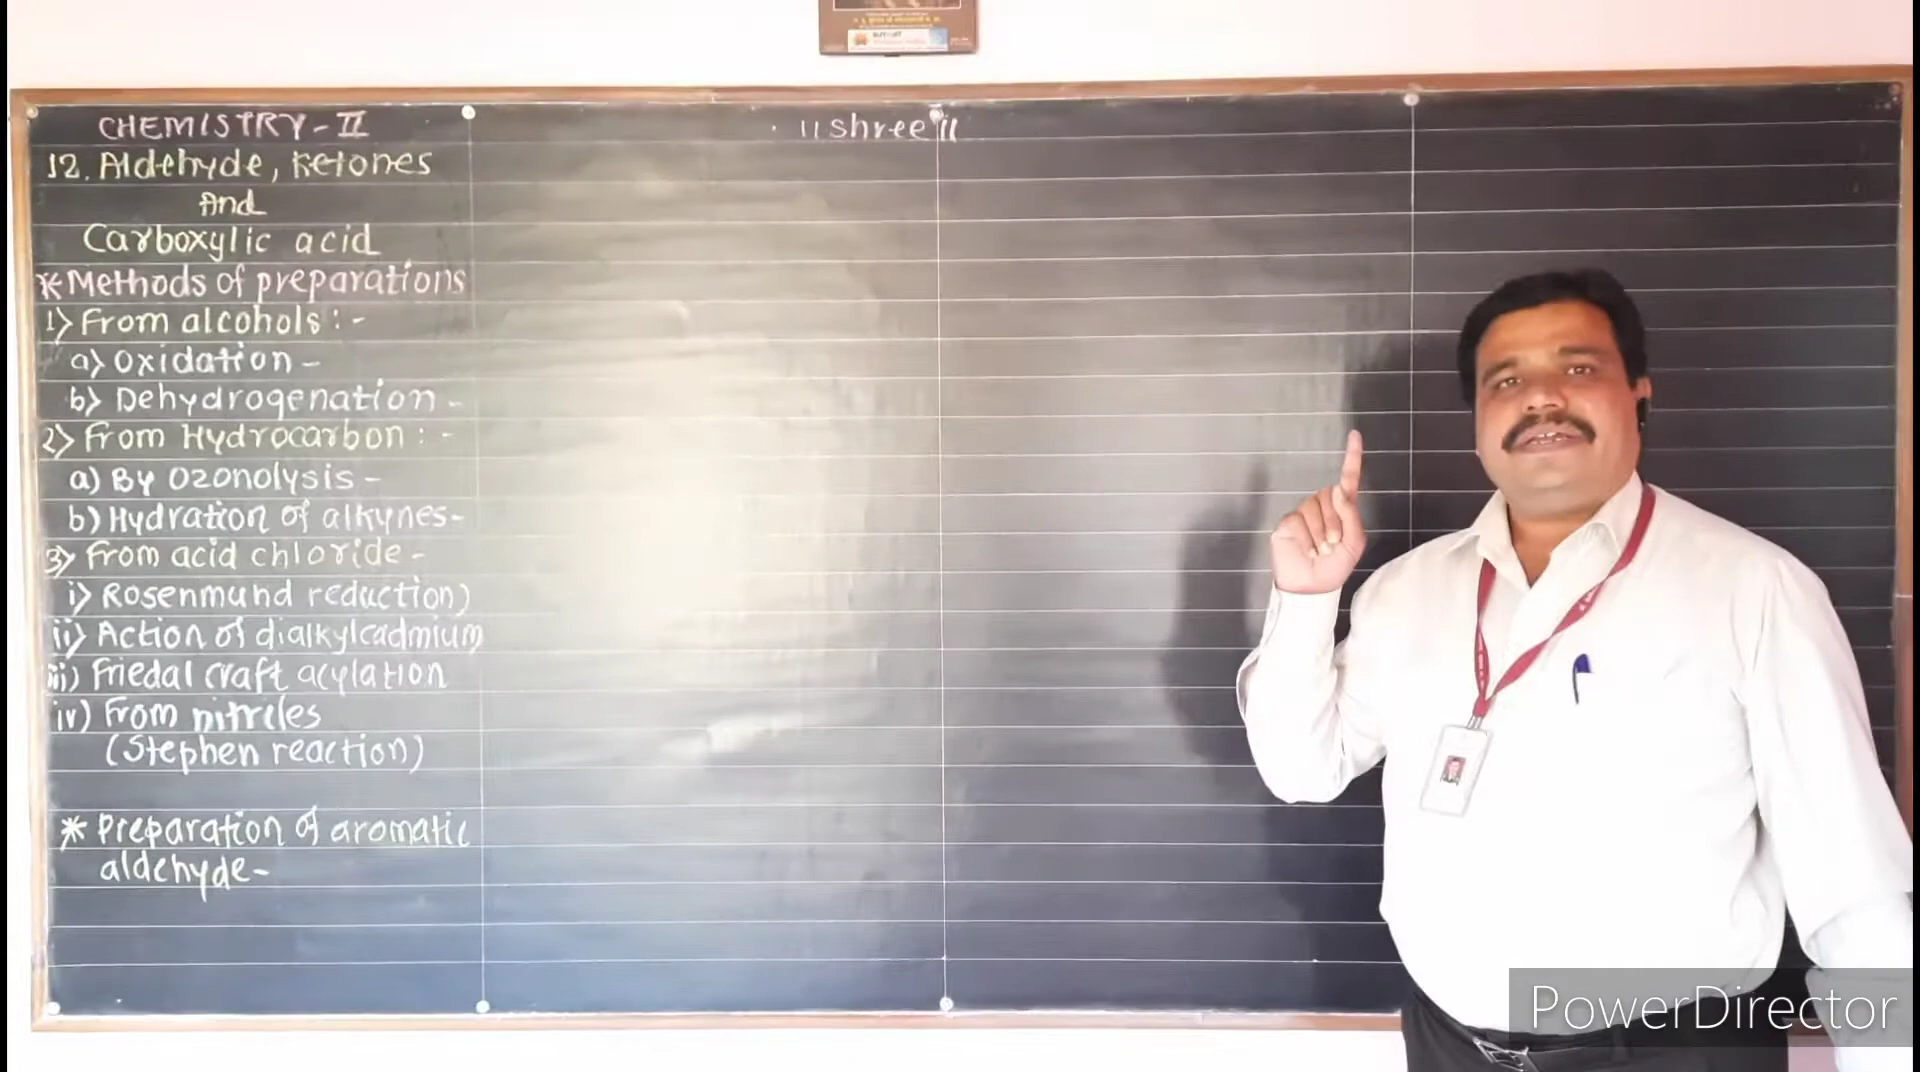 CHEMISTRY-II
12. Aldehyde, Ketones
And
Carboxylic acid
* Methods of preparations
1) From alcohols :-
a) Oxidation -
b) Dehydrogenation -
2) From Hydrocarbon : -
a) By Ozonolysis -
b) Hydration of alkynes-
3) From acid chloride -
i) Rosenmund reduction)
ii) Action of dialkylcadmium
iii) Friedal craft acylation
iv) From nitriles
(Stephen reaction)
* Preparation of aromatic
aldehyde-
॥ shree ॥
PowerDirector